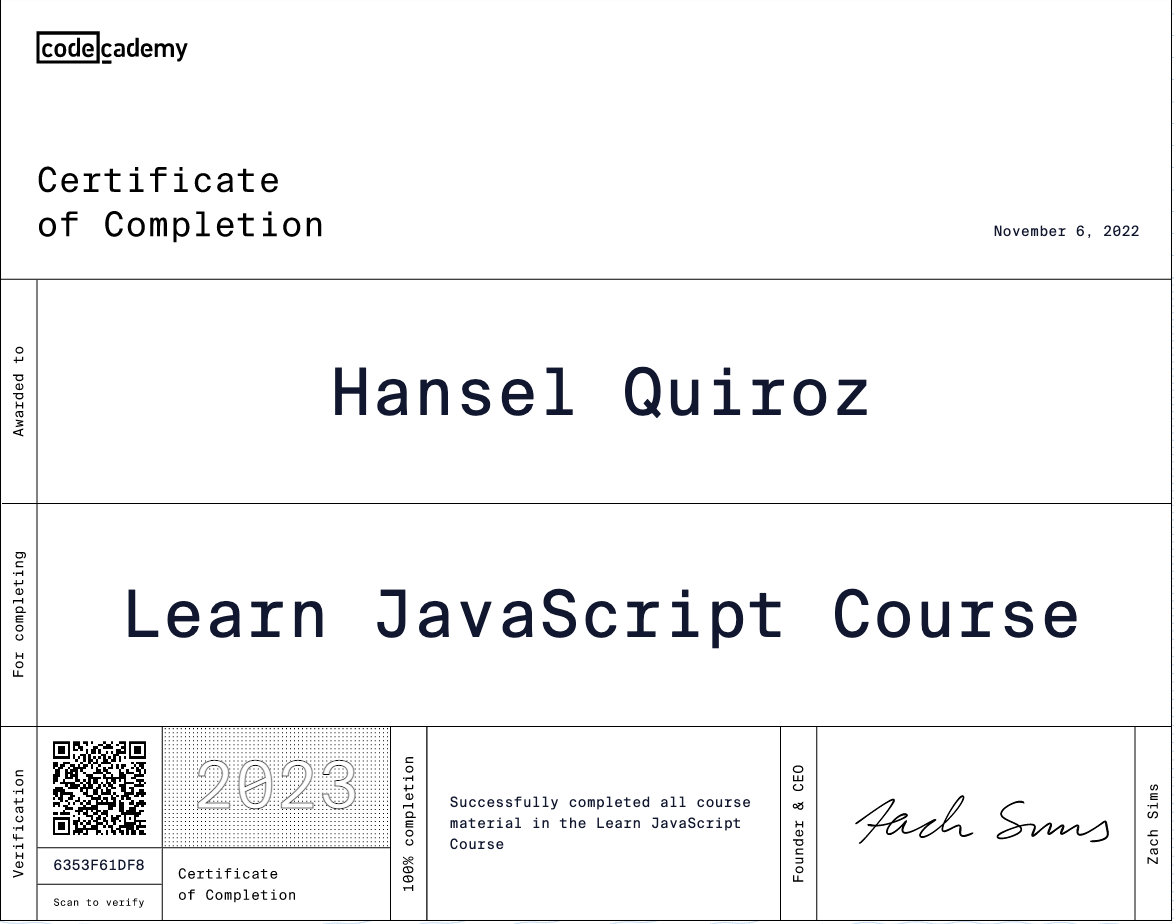 codecademy
Certificate
of Completion
November 6, 2022
Awarded to
Hansel Quiroz
For completing
Learn JavaScript Course
Verification
6353F61DF8
Scan to verify
2023
Certificate
of Completion
100% completion
Successfully completed all course
material in the Learn JavaScript
Course
Founder & CEO
Zach Sims
Zach Sims